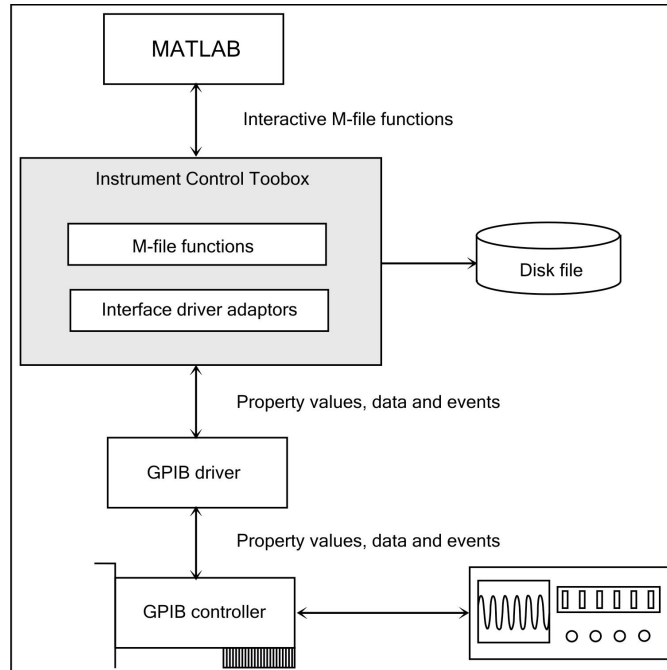 MATLAB
Interactive M-file functions
Instrument Control Toobox
M-file functions
Interface driver adaptors
Disk file
Property values, data and events
GPIB driver
Property values, data and events
GPIB controller